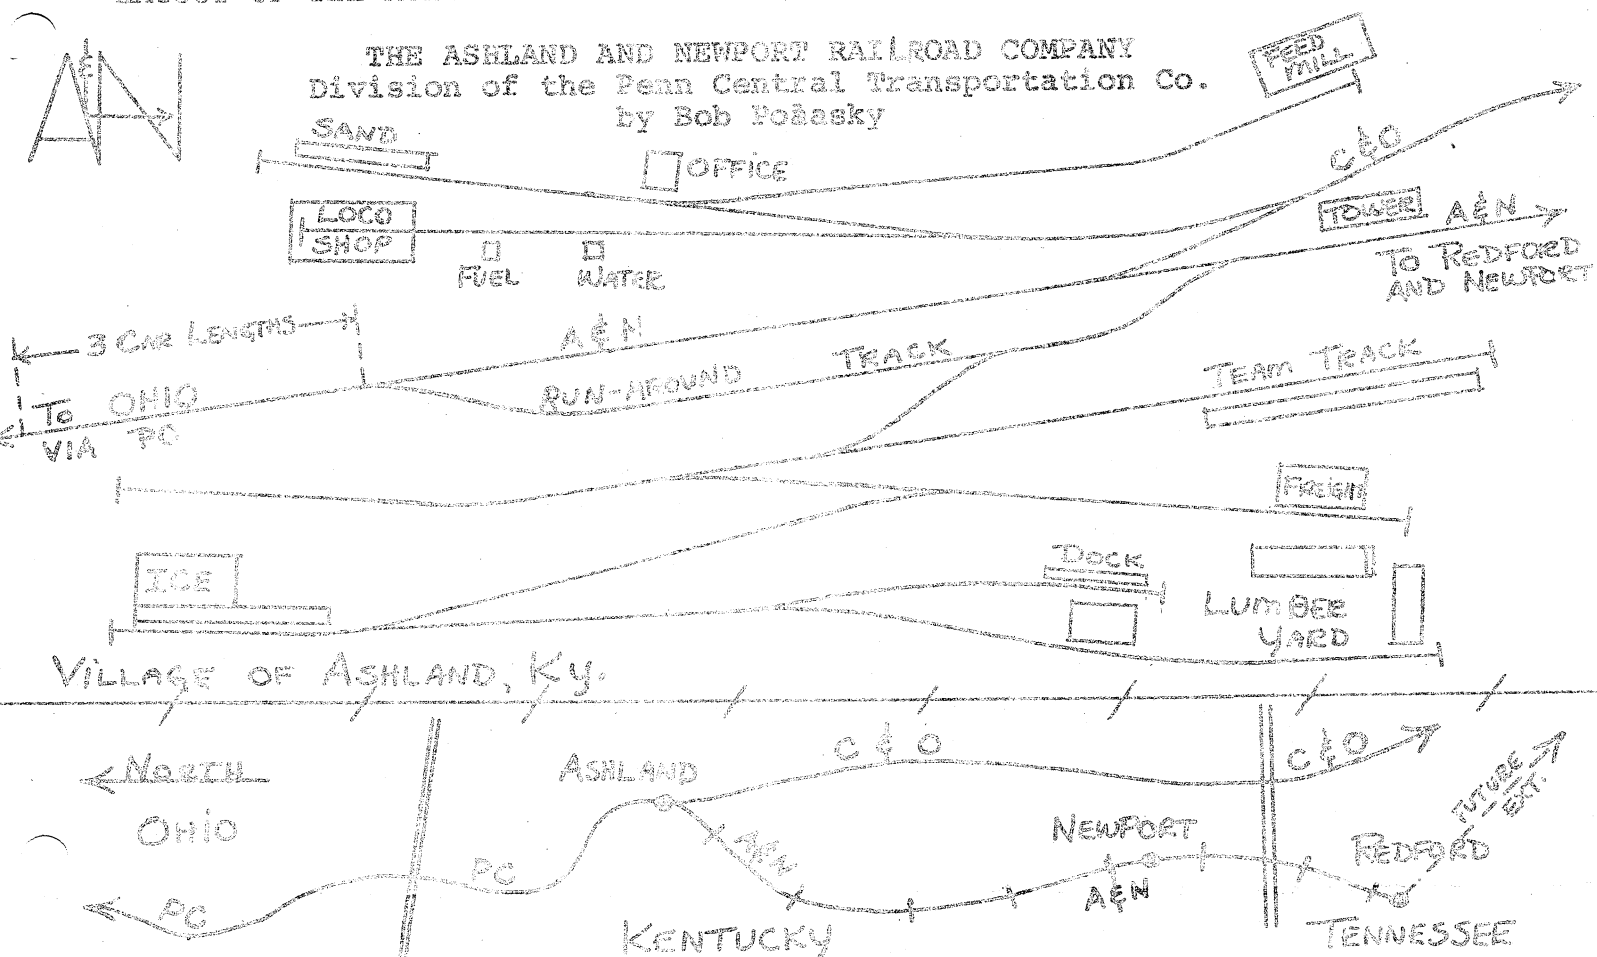 A&N
THE ASHLAND AND NEWPORT RAILROAD COMPANY
Division of the Penn Central Transportation Co.
by Bob
FEED
MILL
SAND
OFFICE
C & O
LOCO
SHOP
FUEL
WATER
TOWER
A&N
TO REDFORD
AND NEWPORT
3 CAR LENGTHS
A & N
RUN-AROUND TRACK
TEAM TRACK
TO OHIO
VIA PC
FREIGHT
ICE
DOCK
LUMBER
YARD
VILLAGE OF ASHLAND, KY.
NORTH
OHIO
ASHLAND
C & O
C & O
FUTURE
EXT.
A&N
NEWPORT
REDFORD
PC
PC
A&N
KENTUCKY
TENNESSEE